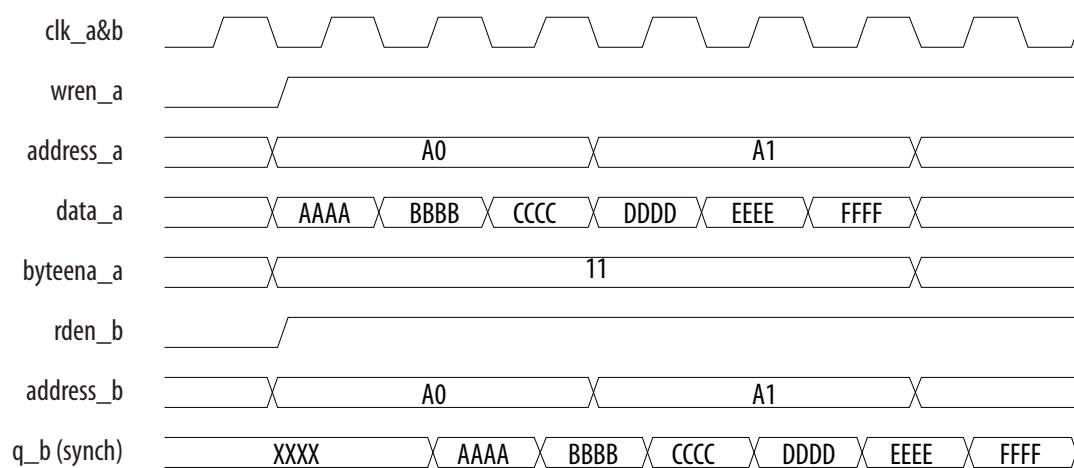 clk_a&b
wren_a
address_a A0 A1
data_a AAAA BBBB CCCC DDDD EEEE FFFF
byteena_a 11
rden_b
address_b A0 A1
q_b (synch) XXXX AAAA BBBB CCCC DDDD EEEE FFFF